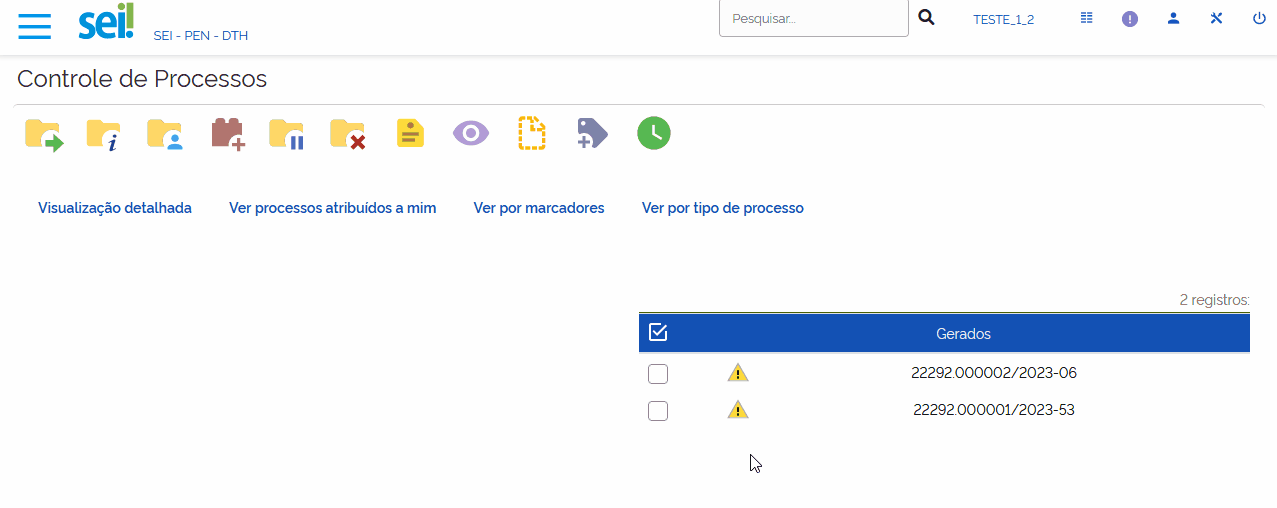 sei!
SEI - PEN - DTH
Pesquisar...
TESTE_1_2
Controle de Processos
Visualização detalhada
Ver processos atribuídos a mim
Ver por marcadores
Ver por tipo de processo
2 registros:
Gerados
22292.000002/2023-06
22292.000001/2023-53